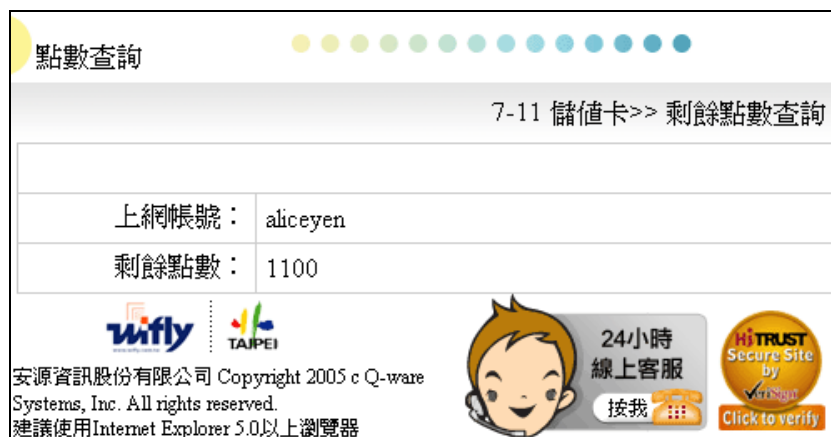 點數查詢
7-11 儲值卡>> 剩餘點數查詢
上網帳號： aliceyen
剩餘點數： 1100
wifly
TAIPEI
安源資訊股份有限公司 Copyright 2005 c Q-ware
Systems, Inc. All rights reserved.
建議使用Internet Explorer 5.0以上瀏覽器
24小時
線上客服
按我
HiTRUST
Secure Site
by
VeriSign
Click to verify